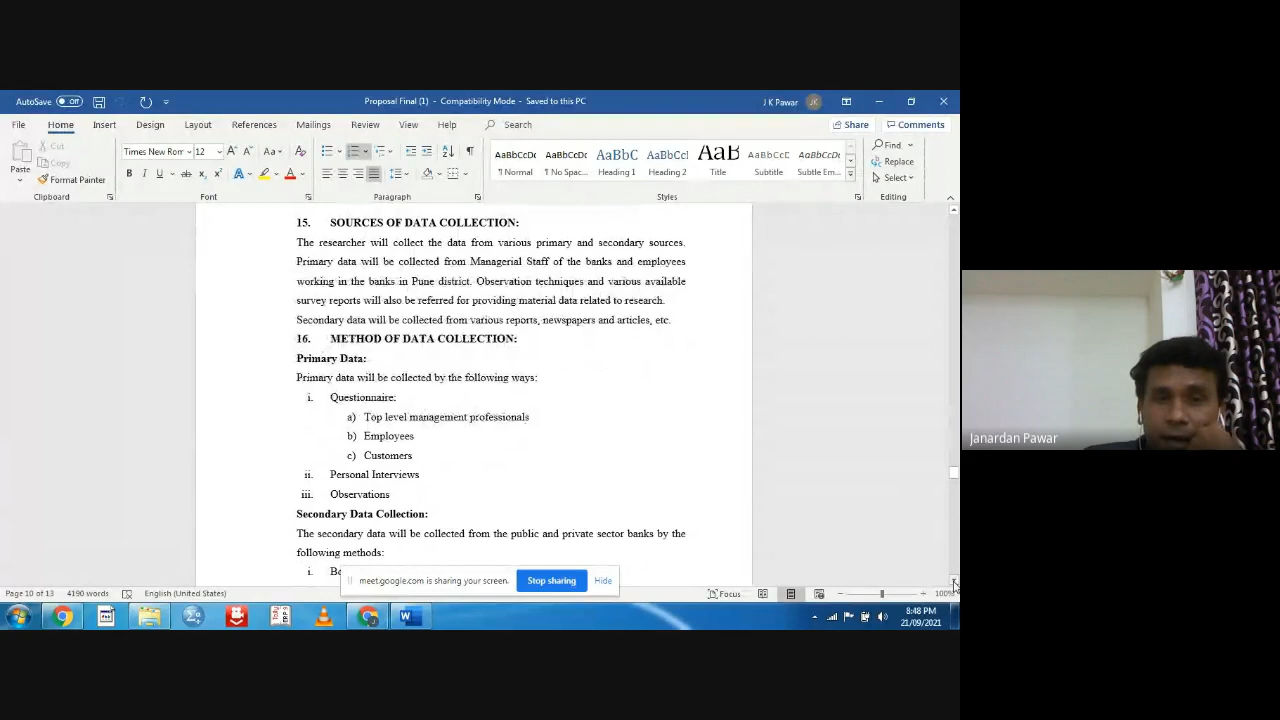 AutoSave Off
Proposal Final (1) - Compatibility Mode - Saved to this PC
J K Pawar JK
File Home Insert Design Layout References Mailings Review View Help Search
Share Comments
Paste
Cut
Copy
Format Painter
Clipboard
Times New Ron 12
Font
Paragraph
AaBbCcDc AaBbCcDc AaBbC AaBbCcI AaB AaBbCcD AaBbCcDc
¶ Normal ¶ No Spac... Heading 1 Heading 2 Title Subtitle Subtle Em...
Styles
Find
Replace
Select
Editing
15. SOURCES OF DATA COLLECTION:
The researcher will collect the data from various primary and secondary sources.
Primary data will be collected from Managerial Staff of the banks and employees
working in the banks in Pune district. Observation techniques and various available
survey reports will also be referred for providing material data related to research.
Secondary data will be collected from various reports, newspapers and articles, etc.
16. METHOD OF DATA COLLECTION:
Primary Data:
Primary data will be collected by the following ways:
i. Questionnaire:
a) Top level management professionals
b) Employees
c) Customers
ii. Personal Interviews
iii. Observations
Secondary Data Collection:
The secondary data will be collected from the public and private sector banks by the
following methods:
i.
meet.google.com is sharing your screen. Stop sharing Hide
Page 10 of 13 4190 words English (United States)
Focus 100%
8:48 PM
21/09/2021
Janardan Pawar